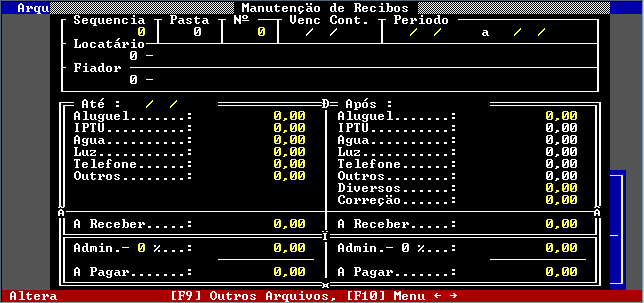 Arqu Manutenção de Recibos
Sequencia Pasta Nº Venc Cont. Periodo
0 0 0 / / / / a / /
Locatário
0 -
Fiador
0 -
Até : / / Ð Após :
Aluguel.......: 0,00 Aluguel.......: 0,00
IPTU..........: 0,00 IPTU..........: 0,00
Agua..........: 0,00 Agua..........: 0,00
Luz...........: 0,00 Luz...........: 0,00
Telefone......: 0,00 Telefone......: 0,00
Outros........: 0,00 Outros........: 0,00
Diversos......: 0,00
Correção......: 0,00
A Receber.....: 0,00 A Receber.....: 0,00
Admin.- 0 %...: 0,00 Admin.- 0 %...: 0,00
A Pagar.......: 0,00 A Pagar.......: 0,00
Altera [F9] Outros Arquivos, [F10] Menu ← →